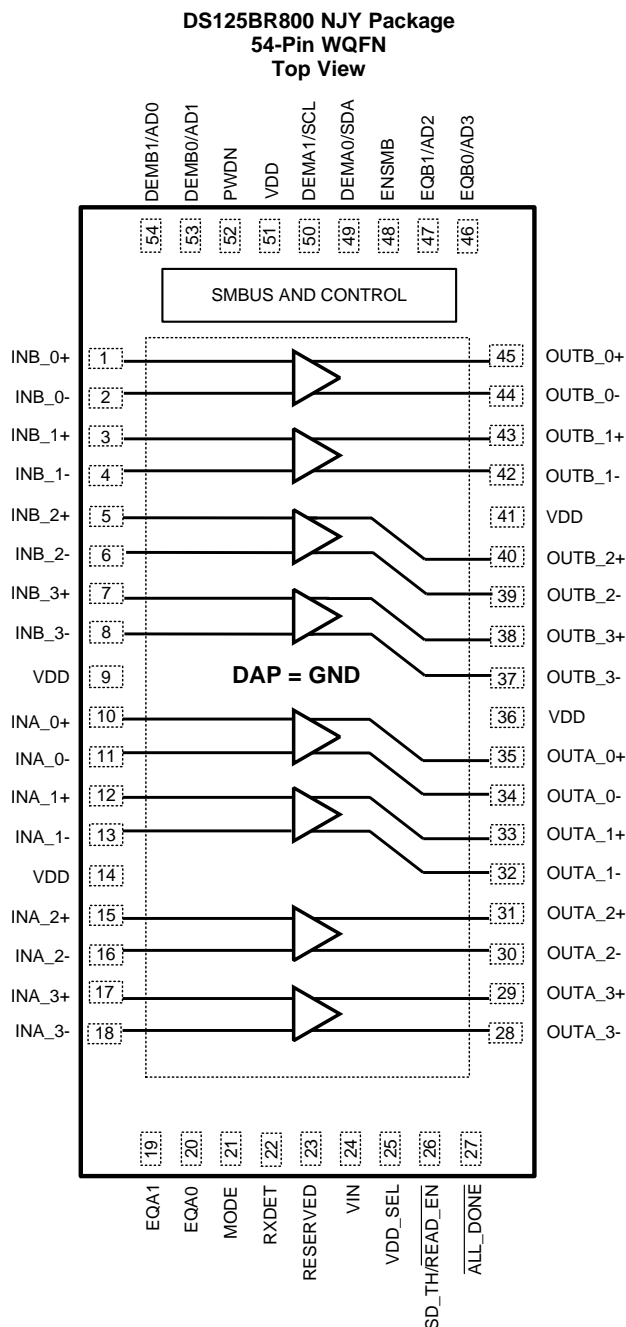 DS125BR800 NJY Package
54-Pin WQFN
Top View
DEMB1/AD0
DEMB0/AD1
PWDN
VDD
DEMA1/SCL
DEMA0/SDA
ENSMB
EQB1/AD2
EQB0/AD3
54
53
52
51
50
49
48
47
46
SMBUS AND CONTROL
INB_0+ 1 45 OUTB_0+
INB_0- 2 44 OUTB_0-
INB_1+ 3 43 OUTB_1+
INB_1- 4 42 OUTB_1-
INB_2+ 5 41 VDD
INB_2- 6 40 OUTB_2+
INB_3+ 7 39 OUTB_2-
INB_3- 8 38 OUTB_3+
VDD 9 DAP = GND 37 OUTB_3-
INA_0+ 10 36 VDD
INA_0- 11 35 OUTA_0+
INA_1+ 12 34 OUTA_0-
INA_1- 13 33 OUTA_1+
VDD 14 32 OUTA_1-
INA_2+ 15 31 OUTA_2+
INA_2- 16 30 OUTA_2-
INA_3+ 17 29 OUTA_3+
INA_3- 18 28 OUTA_3-
19
20
21
22
23
24
25
26
27
EQA1
EQA0
MODE
RXDET
RESERVED
VIN
VDD_SEL
SD_TH/READ_EN
ALL_DONE